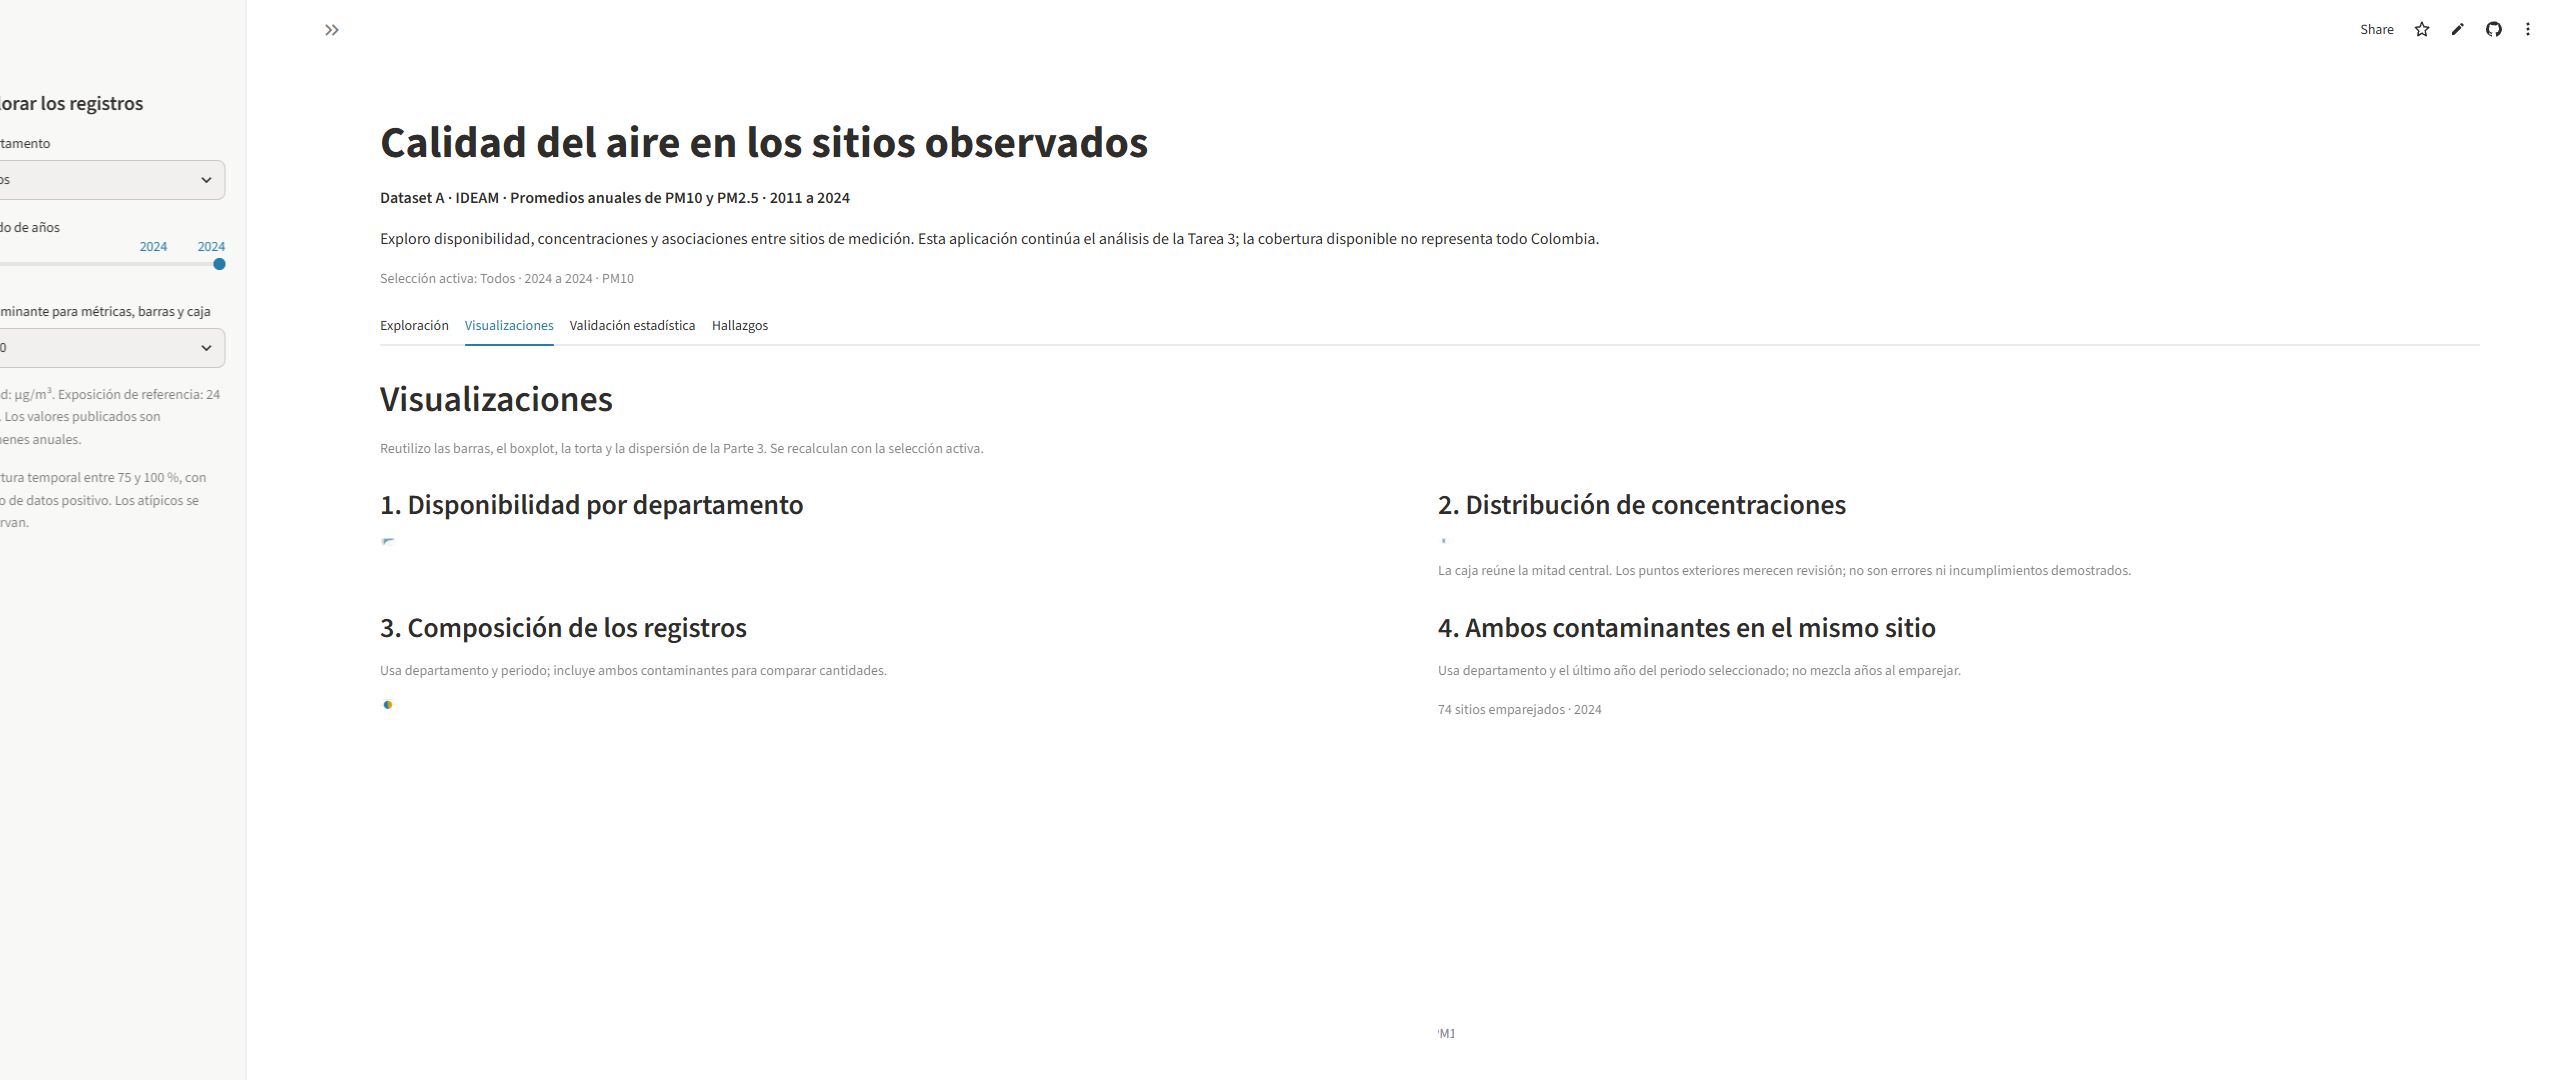 Share
lorar los registros
tamento
os
do de años
2024 2024
minante para métricas, barras y caja
0
d: µg/m³. Exposición de referencia: 24
. Los valores publicados son
nenes anuales.
tura temporal entre 75 y 100 %, con
o de datos positivo. Los atípicos se
rvan.
Calidad del aire en los sitios observados
Dataset A · IDEAM · Promedios anuales de PM10 y PM2.5 · 2011 a 2024
Exploro disponibilidad, concentraciones y asociaciones entre sitios de medición. Esta aplicación continúa el análisis de la Tarea 3; la cobertura disponible no representa todo Colombia.
Selección activa: Todos · 2024 a 2024 · PM10
Exploración Visualizaciones Validación estadística Hallazgos
Visualizaciones
Reutilizo las barras, el boxplot, la torta y la dispersión de la Parte 3. Se recalculan con la selección activa.
1. Disponibilidad por departamento
2. Distribución de concentraciones
La caja reúne la mitad central. Los puntos exteriores merecen revisión; no son errores ni incumplimientos demostrados.
3. Composición de los registros
Usa departamento y periodo; incluye ambos contaminantes para comparar cantidades.
4. Ambos contaminantes en el mismo sitio
Usa departamento y el último año del periodo seleccionado; no mezcla años al emparejar.
74 sitios emparejados · 2024
PM1